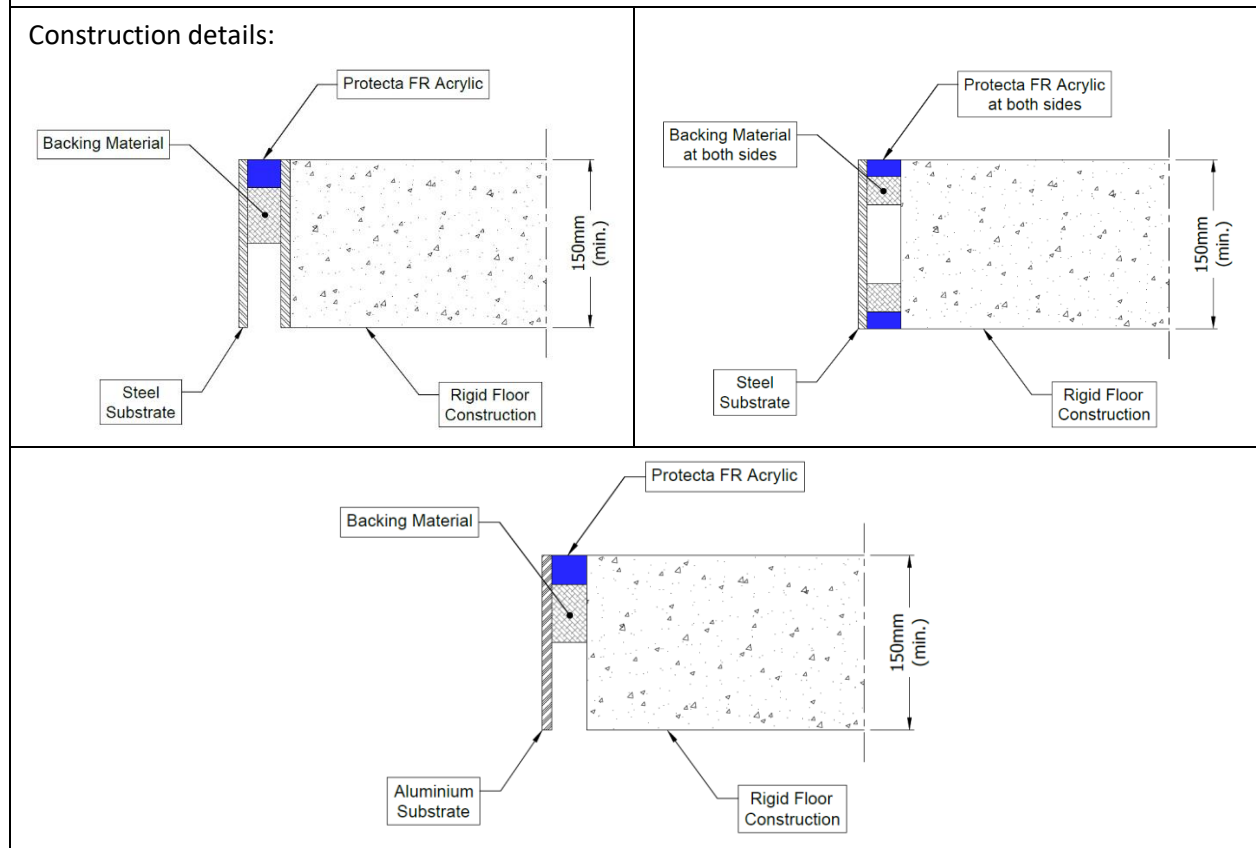 Construction details:
Protecta FR Acrylic
Backing Material
150mm
(min.)
Steel
Substrate
Rigid Floor
Construction
Protecta FR Acrylic
at both sides
Backing Material
at both sides
150mm
(min.)
Steel
Substrate
Rigid Floor
Construction
Protecta FR Acrylic
Backing Material
150mm
(min.)
Aluminium
Substrate
Rigid Floor
Construction